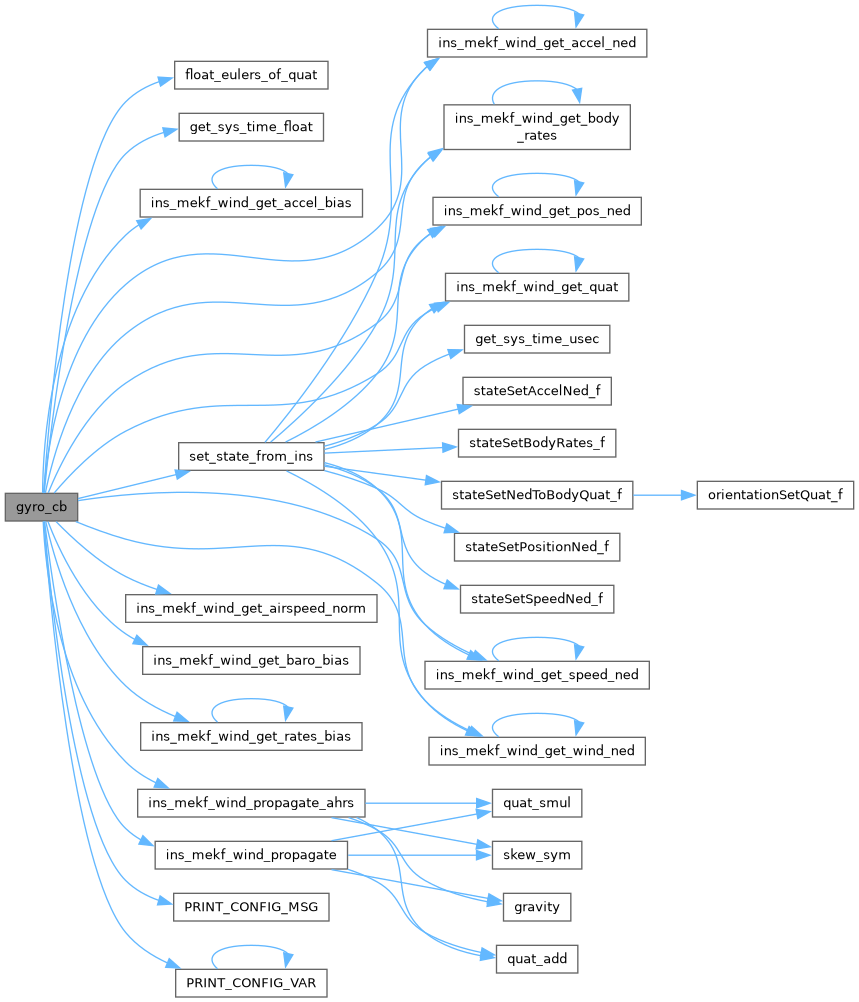 gyro_cb
float_eulers_of_quat
get_sys_time_float
ins_mekf_wind_get_accel_bias
set_state_from_ins
ins_mekf_wind_get_airspeed_norm
ins_mekf_wind_get_baro_bias
ins_mekf_wind_get_rates_bias
ins_mekf_wind_propagate_ahrs
ins_mekf_wind_propagate
PRINT_CONFIG_MSG
PRINT_CONFIG_VAR
ins_mekf_wind_get_accel_ned
ins_mekf_wind_get_body
_rates
ins_mekf_wind_get_pos_ned
ins_mekf_wind_get_quat
get_sys_time_usec
stateSetAccelNed_f
stateSetBodyRates_f
stateSetNedToBodyQuat_f
stateSetPositionNed_f
stateSetSpeedNed_f
ins_mekf_wind_get_speed_ned
ins_mekf_wind_get_wind_ned
quat_smul
skew_sym
gravity
quat_add
orientationSetQuat_f